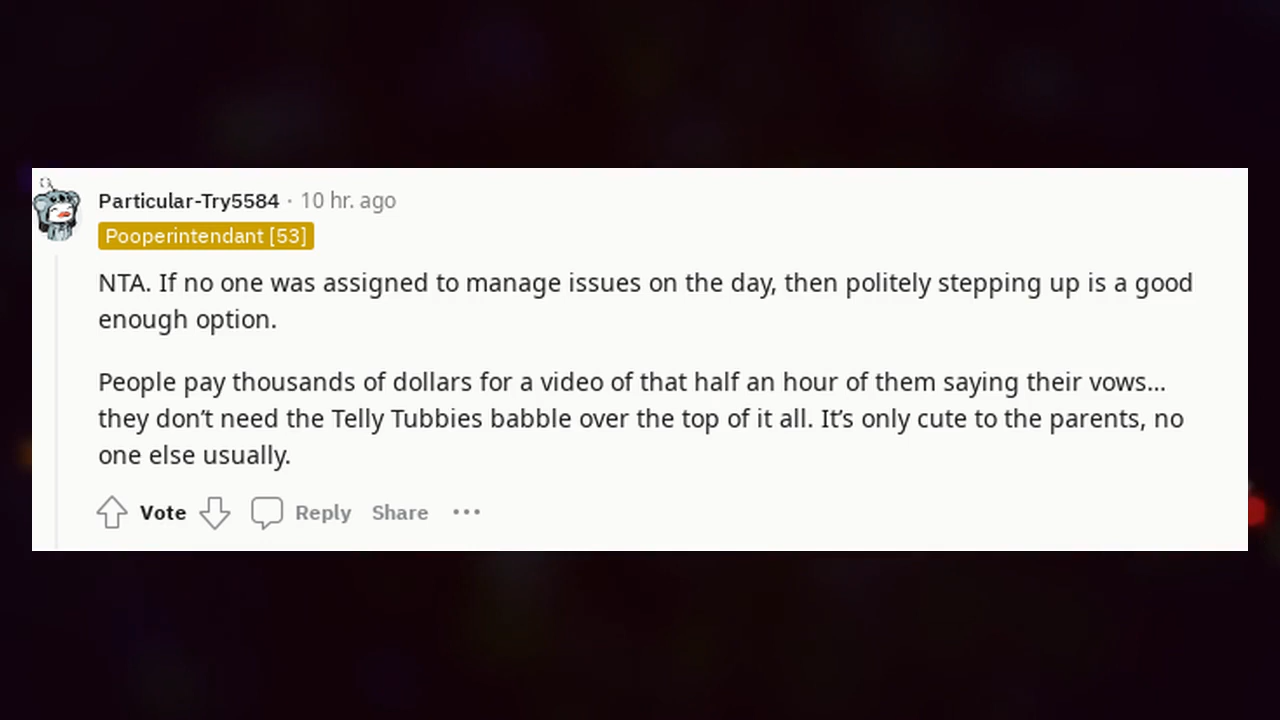 Particular-Try5584 · 10 hr. ago
Pooperintendant [53]
NTA. If no one was assigned to manage issues on the day, then politely stepping up is a good
enough option.
People pay thousands of dollars for a video of that half an hour of them saying their vows...
they don’t need the Telly Tubbies babble over the top of it all. It’s only cute to the parents, no
one else usually.
Vote Reply Share ···